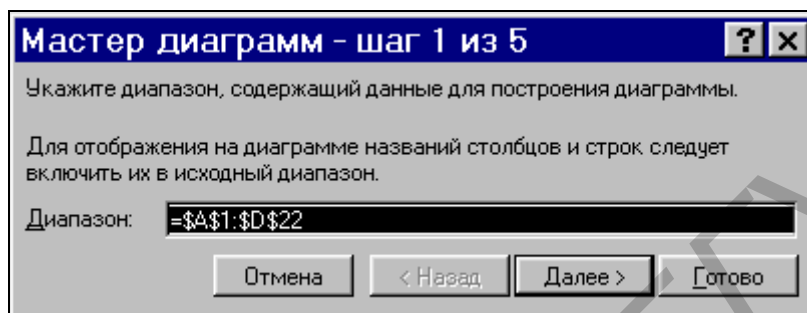 Мастер диаграмм - шаг 1 из 5
Укажите диапазон, содержащий данные для построения диаграммы.
Для отображения на диаграмме названий столбцов и строк следует
включить их в исходный диапазон.
Диапазон: =$A$1:$D$22
Отмена < Назад Далее > Готово